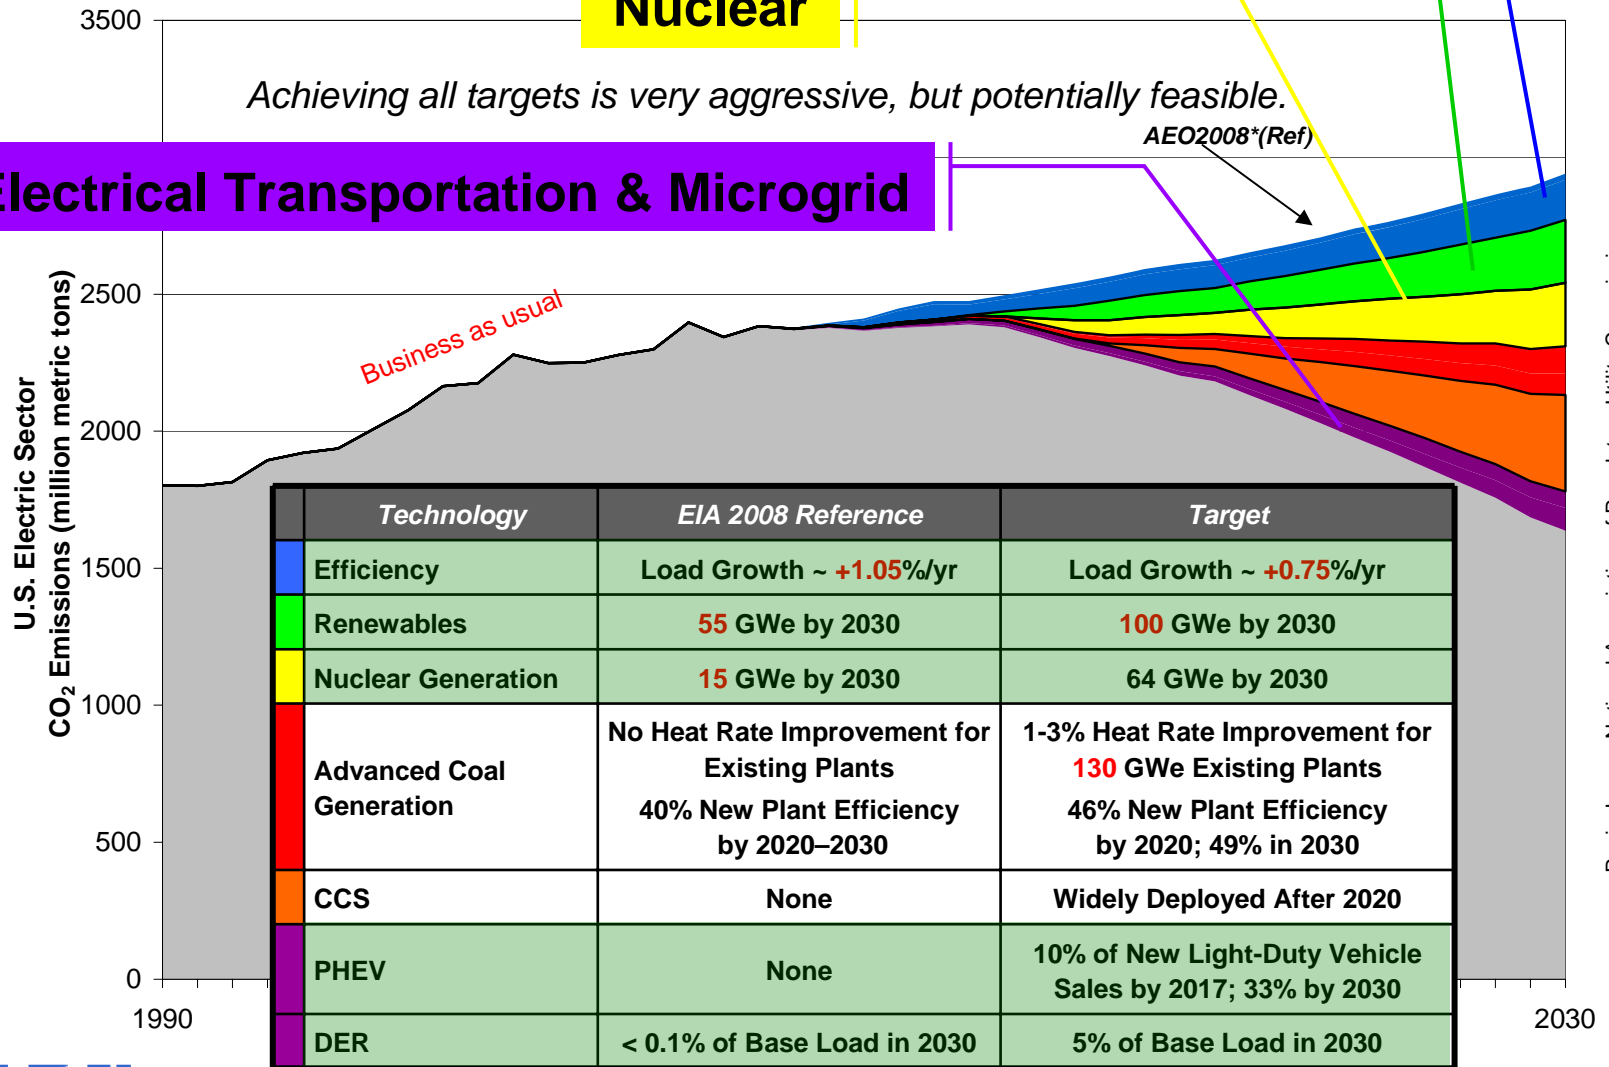 Nuclear
3500
Achieving all targets is very aggressive, but potentially feasible.
AEO2008*(Ref)
Electrical Transportation & Microgrid
2500
Business as usual
2000
1500
1000
500
0
U.S. Electric Sector
CO2 Emissions (million metric tons)
Technology EIA 2008 Reference Target
Efficiency Load Growth ~ +1.05%/yr Load Growth ~ +0.75%/yr
Renewables 55 GWe by 2030 100 GWe by 2030
Nuclear Generation 15 GWe by 2030 64 GWe by 2030
Advanced Coal
Generation
No Heat Rate Improvement for
Existing Plants
40% New Plant Efficiency
by 2020–2030
1-3% Heat Rate Improvement for
130 GWe Existing Plants
46% New Plant Efficiency
by 2020; 49% in 2030
CCS None Widely Deployed After 2020
PHEV None
10% of New Light-Duty Vehicle
Sales by 2017; 33% by 2030
DER < 0.1% of Base Load in 2030 5% of Base Load in 2030
1990 2030